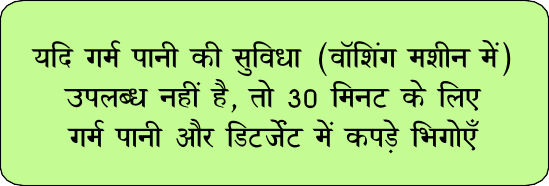 यदि गर्म पानी की सुविधा (वॉशिंग मशीन में)
उपलब्ध नहीं है, तो 30 मिनट के लिए
गर्म पानी और डिटर्जेंट में कपड़े भिगोएँ